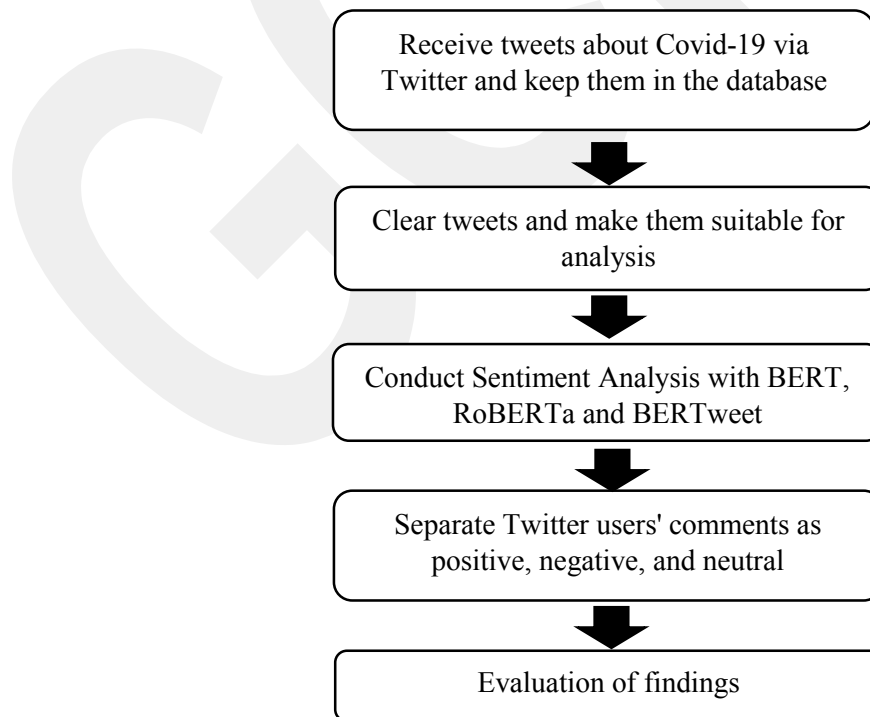 Receive tweets about Covid-19 via
Twitter and keep them in the database
Clear tweets and make them suitable for
analysis
Conduct Sentiment Analysis with BERT,
RoBERTa and BERTweet
Separate Twitter users' comments as
positive, negative, and neutral
Evaluation of findings